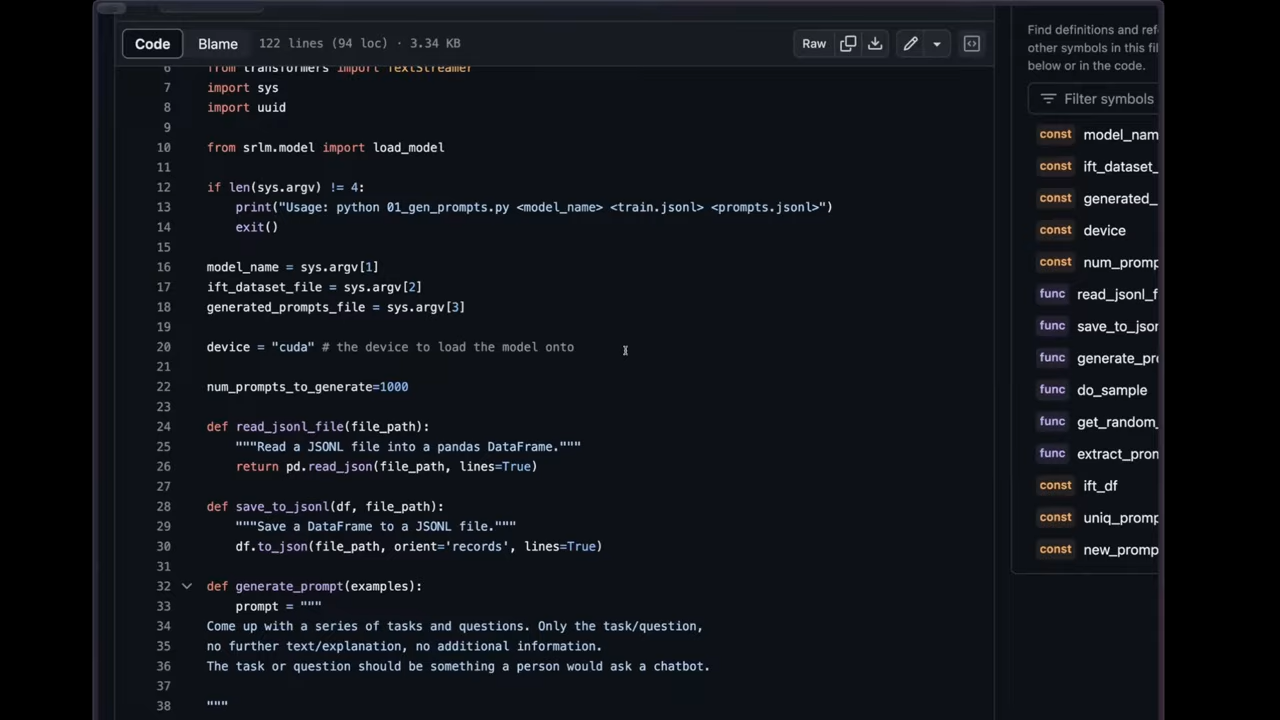 Code Blame 122 lines (94 loc) · 3.34 KB Raw
6 from transformers import TextStreamer
7 import sys
8 import uuid
9
10 from srlm.model import load_model
11
12 if len(sys.argv) != 4:
13 print("Usage: python 01_gen_prompts.py <model_name> <train.jsonl> <prompts.jsonl>")
14 exit()
15
16 model_name = sys.argv[1]
17 ift_dataset_file = sys.argv[2]
18 generated_prompts_file = sys.argv[3]
19
20 device = "cuda" # the device to load the model onto
21
22 num_prompts_to_generate=1000
23
24 def read_jsonl_file(file_path):
25 """Read a JSONL file into a pandas DataFrame."""
26 return pd.read_json(file_path, lines=True)
27
28 def save_to_jsonl(df, file_path):
29 """Save a DataFrame to a JSONL file."""
30 df.to_json(file_path, orient='records', lines=True)
31
32 def generate_prompt(examples):
33 prompt = """
34 Come up with a series of tasks and questions. Only the task/question,
35 no further text/explanation, no additional information.
36 The task or question should be something a person would ask a chatbot.
37
38 """
Find definitions and refe
other symbols in this fil
below or in the code.
Filter symbols
const model_nam
const ift_dataset_
const generated_
const device
const num_promp
func read_jsonl_f
func save_to_jsor
func generate_pro
func do_sample
func get_random_
func extract_pron
const ift_df
const uniq_promp
const new_promp